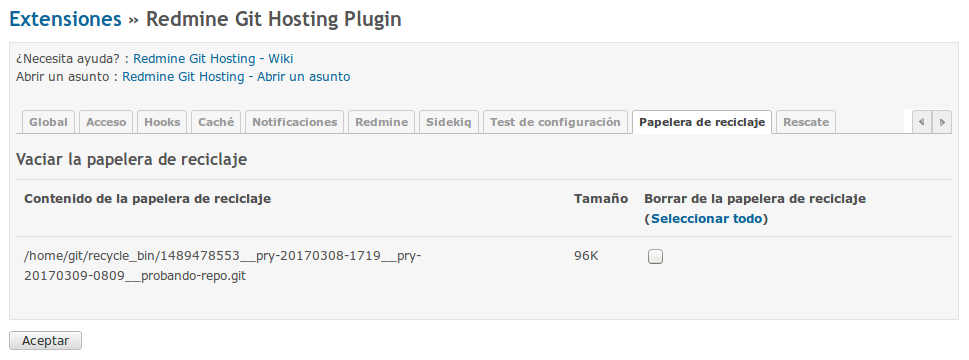 Extensiones » Redmine Git Hosting Plugin
¿Necesita ayuda? : Redmine Git Hosting - Wiki
Abrir un asunto : Redmine Git Hosting - Abrir un asunto
Global Acceso Hooks Caché Notificaciones Redmine Sidekiq Test de configuración Papelera de reciclaje Rescate
Vaciar la papelera de reciclaje
Contenido de la papelera de reciclaje Tamaño Borrar de la papelera de reciclaje
(Seleccionar todo)
/home/git/recycle_bin/1489478553__pry-20170308-1719__pry- 96K
20170309-0809__probando-repo.git
Aceptar